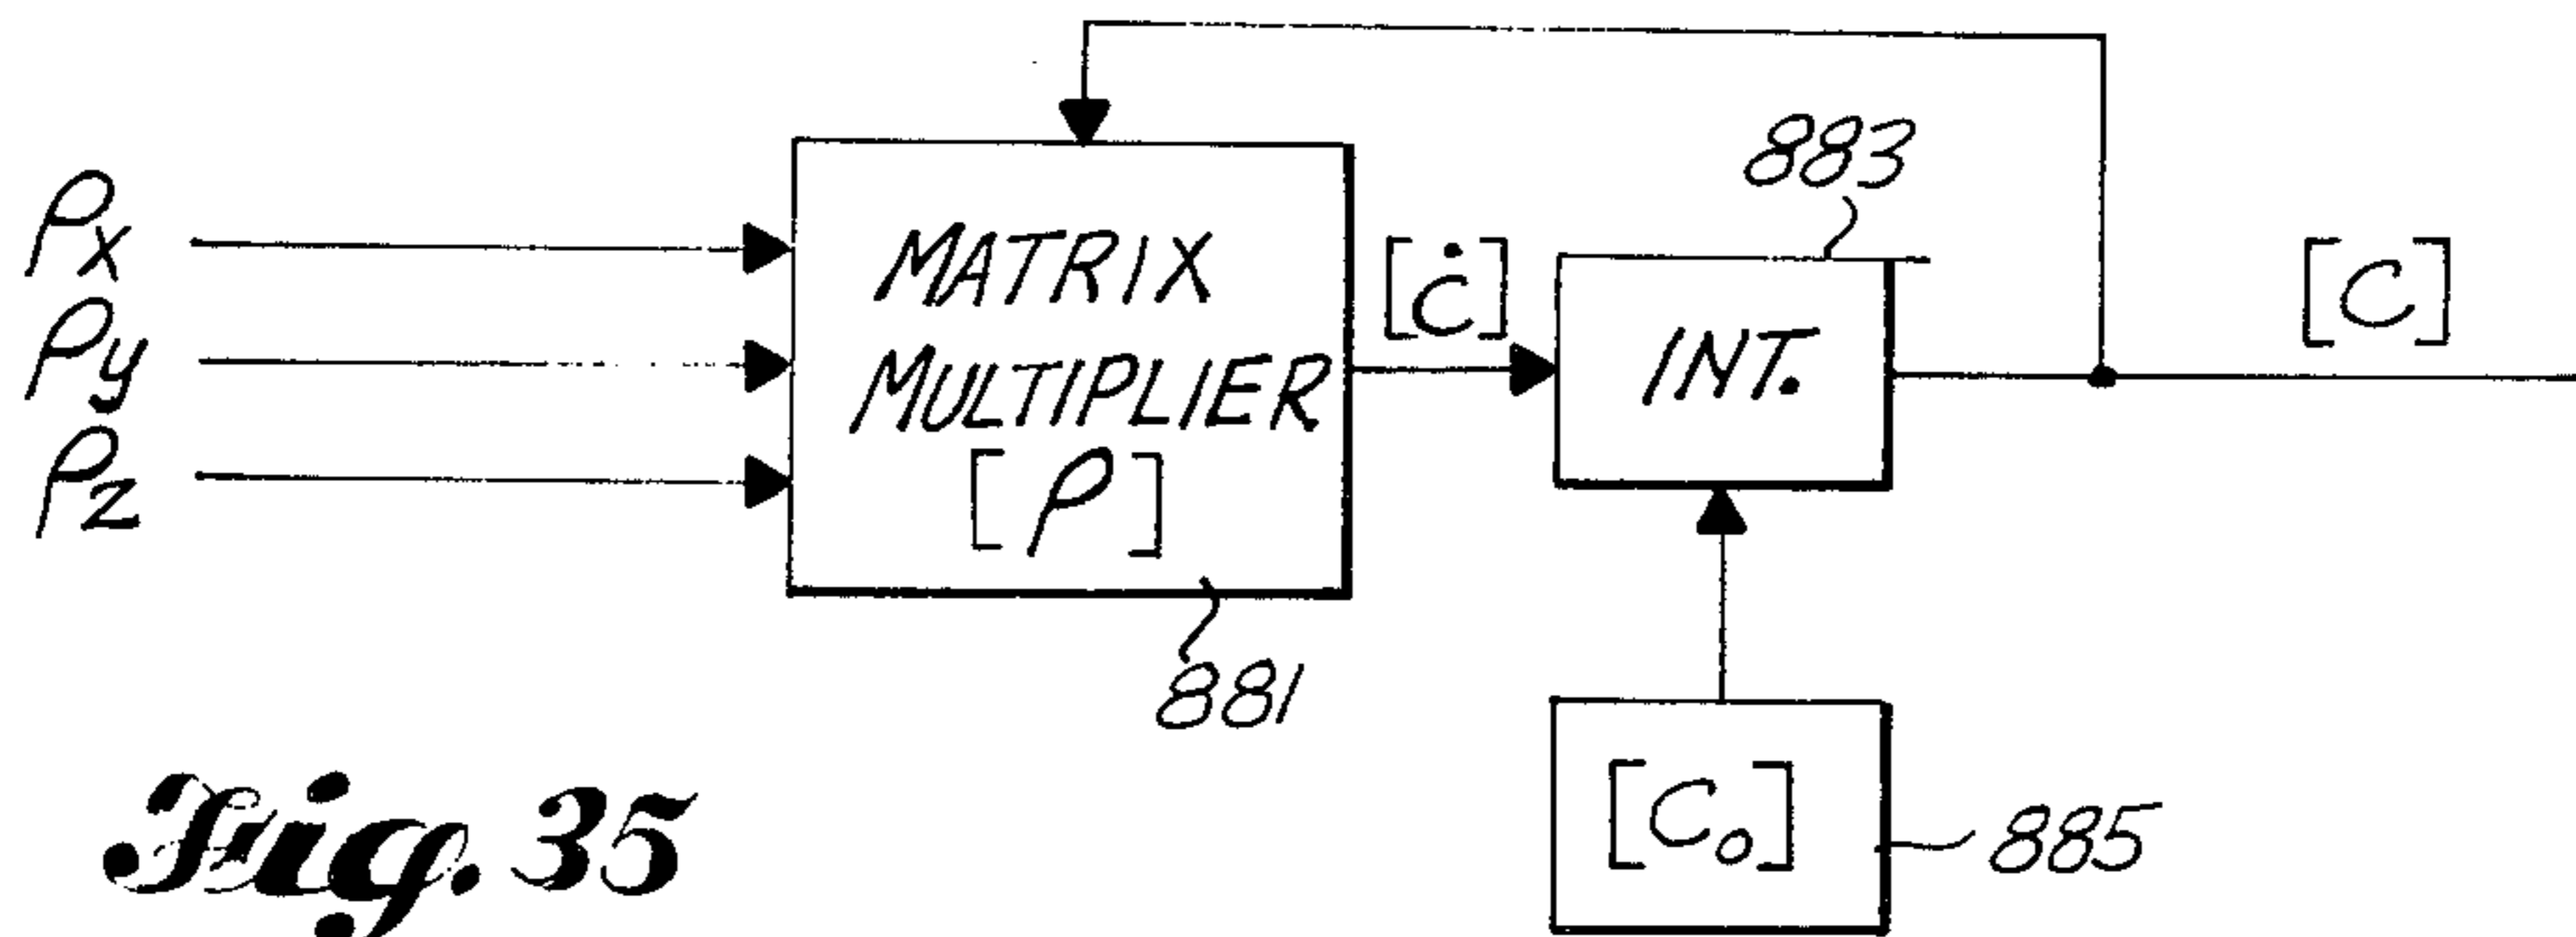 ρx
ρy
ρz
MATRIX
MULTIPLIER
[ρ]
881
[Ċ]
883
INT.
[C]
[C₀]
885
Fig. 35